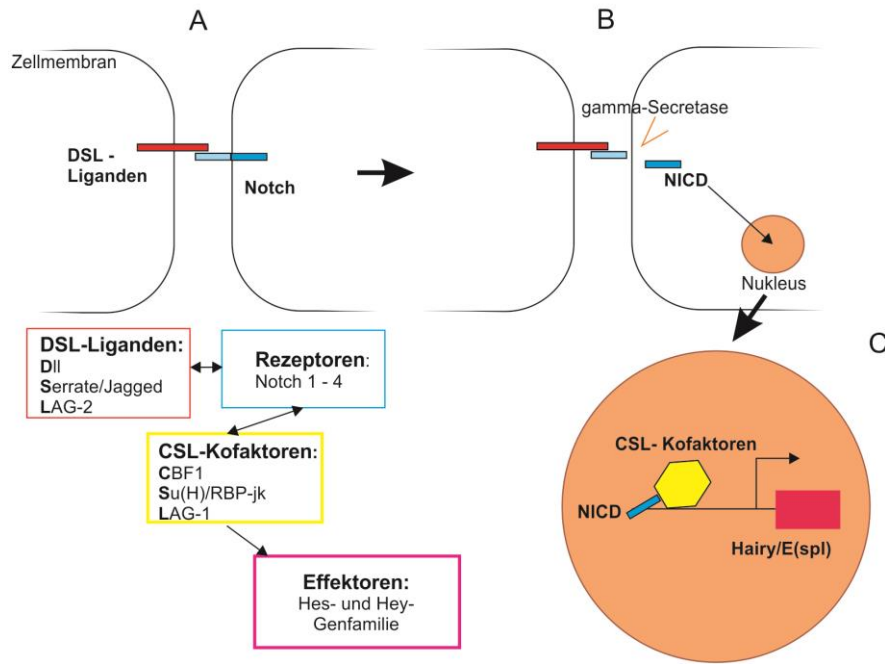 A
B
Zellmembran
gamma-Secretase
DSL -
Liganden
Notch
NICD
Nukleus
DSL-Liganden:
Dll
Serrate/Jagged
LAG-2
Rezeptoren:
Notch 1 - 4
CSL-Kofaktoren:
CBF1
Su(H)/RBP-jk
LAG-1
Effektoren:
Hes- und Hey-
Genfamilie
C
CSL- Kofaktoren
NICD
Hairy/E(spl)